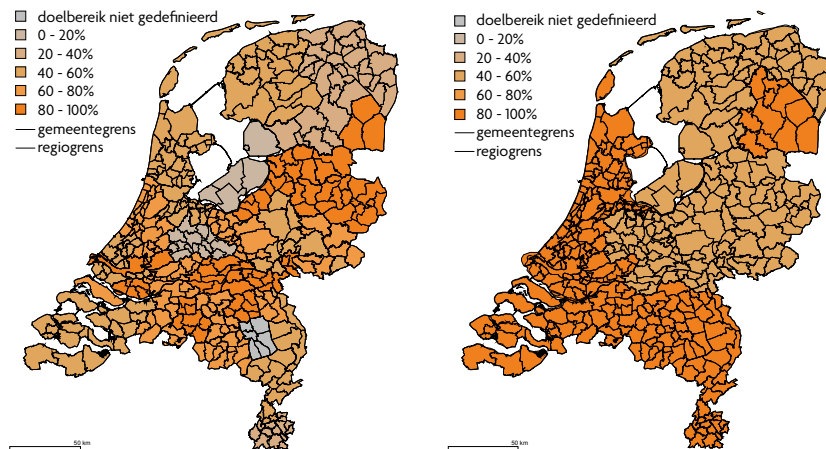 doelbereik niet gedefinieerd
0 - 20%
20 - 40%
40 - 60%
60 - 80%
80 - 100%
gemeentegrens
regiogrens
50 km
doelbereik niet gedefinieerd
0 - 20%
20 - 40%
40 - 60%
60 - 80%
80 - 100%
gemeentegrens
regiogrens
50 km